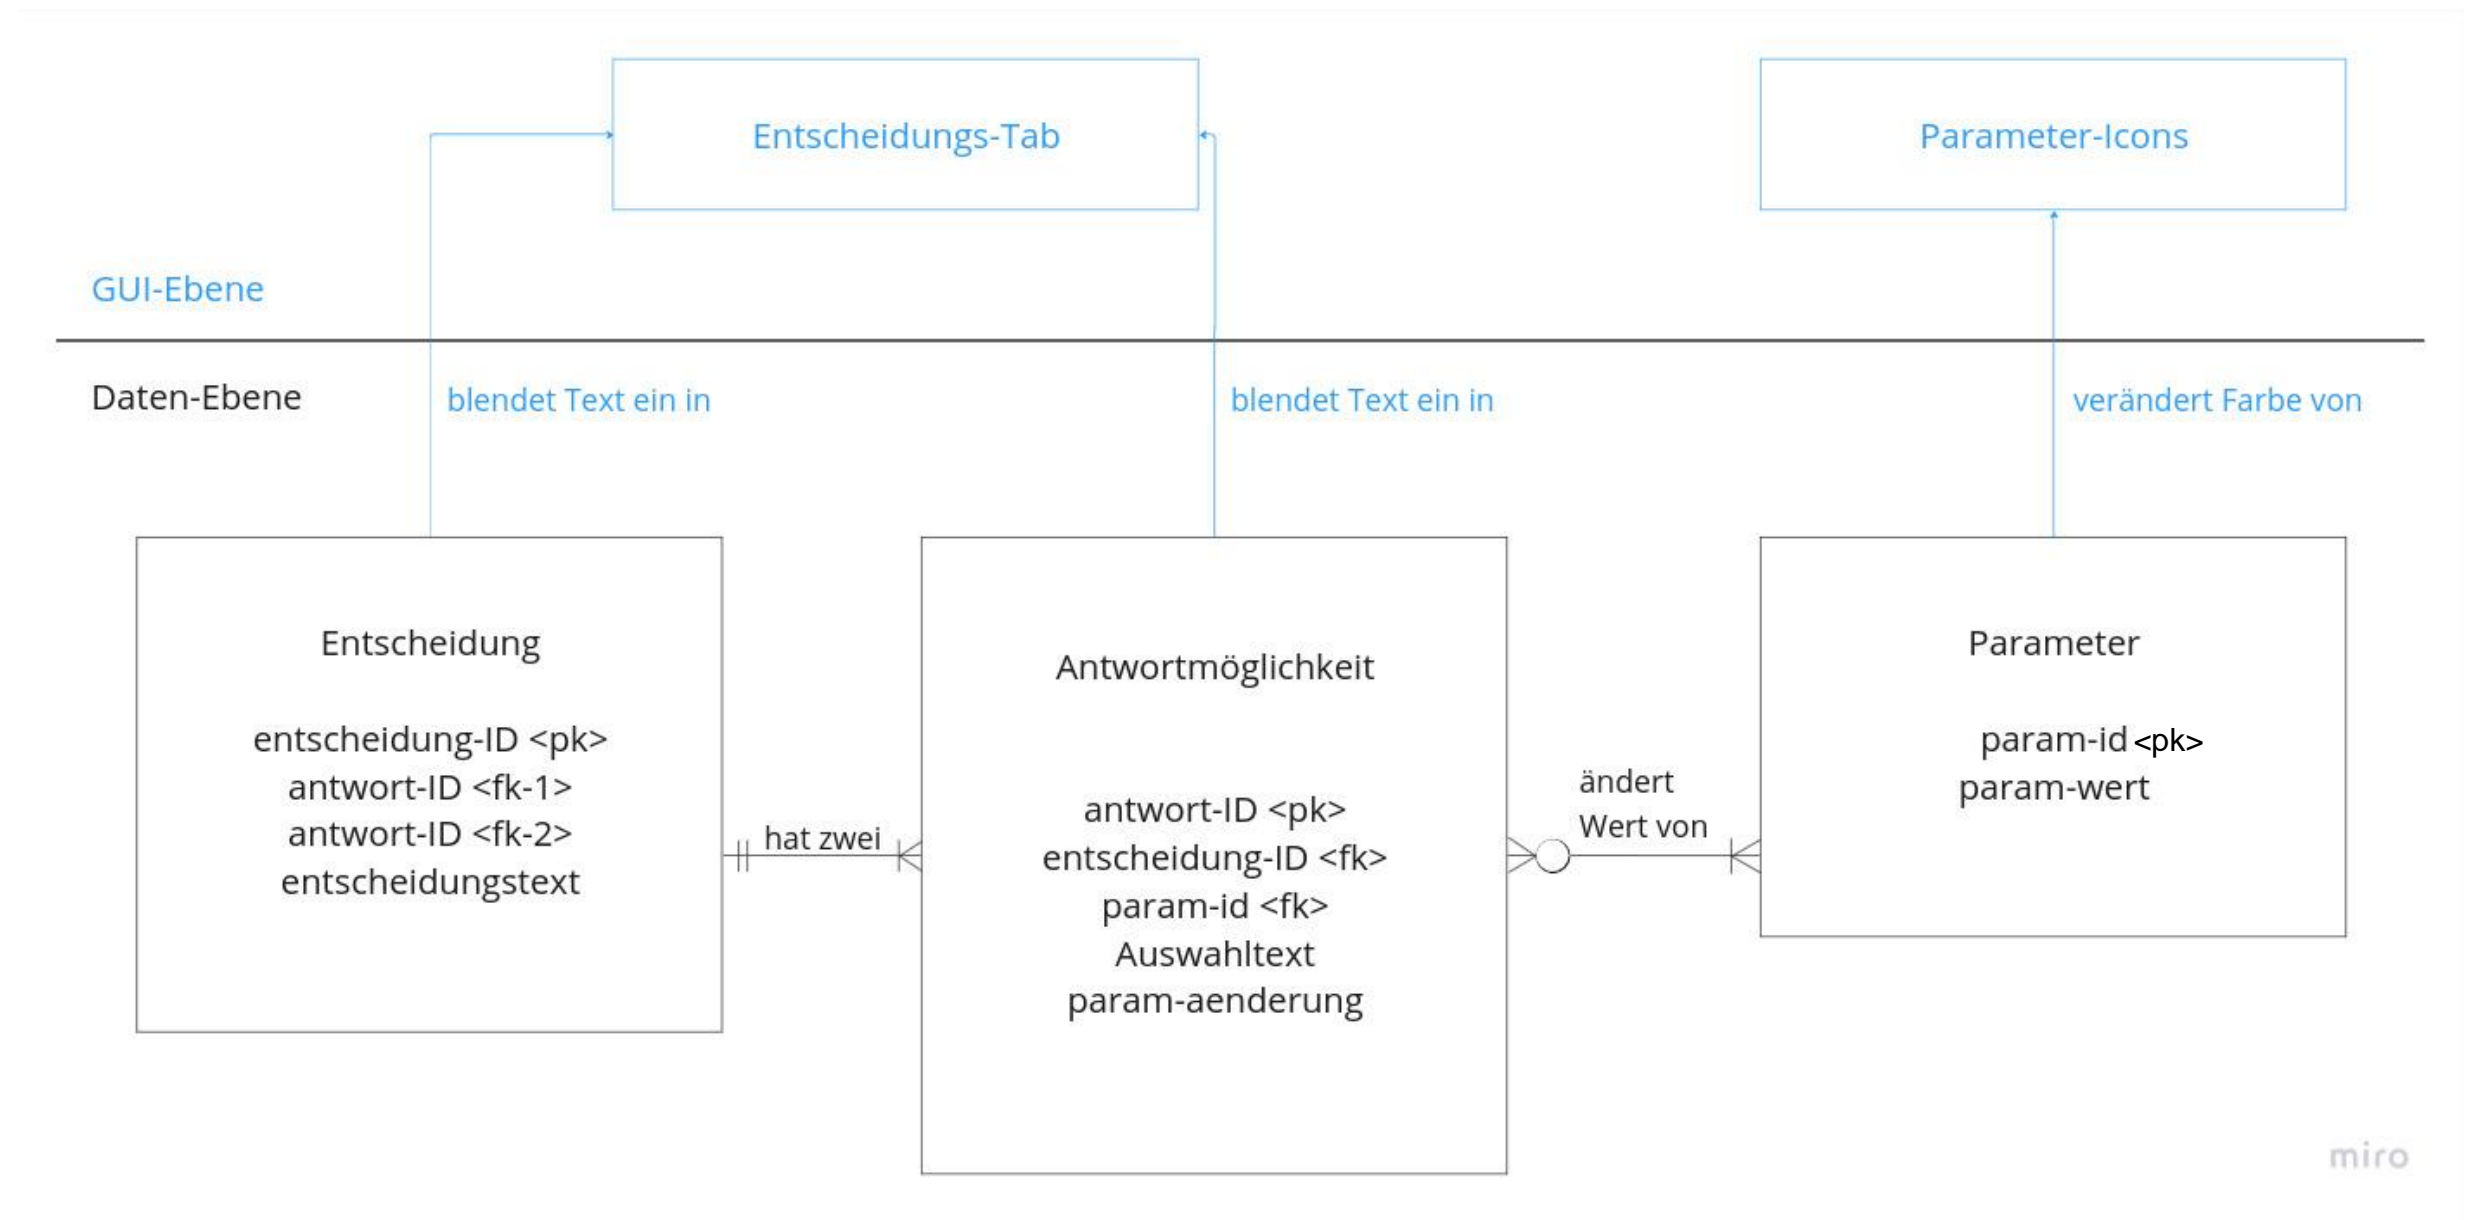 Entscheidungs-Tab
Parameter-Icons
GUI-Ebene
Daten-Ebene
blendet Text ein in
blendet Text ein in
verändert Farbe von
Entscheidung
entscheidung-ID <pk>
antwort-ID <fk-1>
antwort-ID <fk-2>
entscheidungstext
hat zwei
Antwortmöglichkeit
antwort-ID <pk>
entscheidung-ID <fk>
param-id <fk>
Auswahltext
param-aenderung
ändert
Wert von
Parameter
param-id <pk>
param-wert
miro